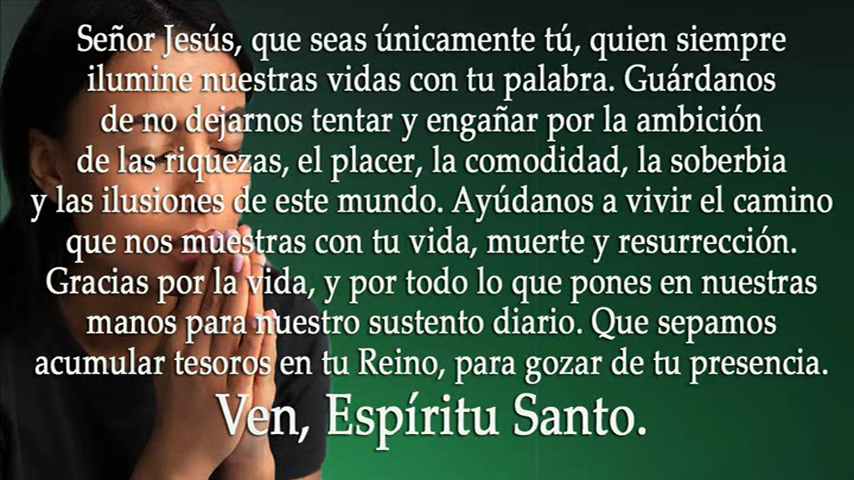 Señor Jesús, que seas únicamente tú, quien siempre
ilumine nuestras vidas con tu palabra. Guárdanos
de no dejarnos tentar y engañar por la ambición
de las riquezas, el placer, la comodidad, la soberbia
y las ilusiones de este mundo. Ayúdanos a vivir el camino
que nos muestras con tu vida, muerte y resurrección.
Gracias por la vida, y por todo lo que pones en nuestras
manos para nuestro sustento diario. Que sepamos
acumular tesoros en tu Reino, para gozar de tu presencia.
Ven, Espíritu Santo.